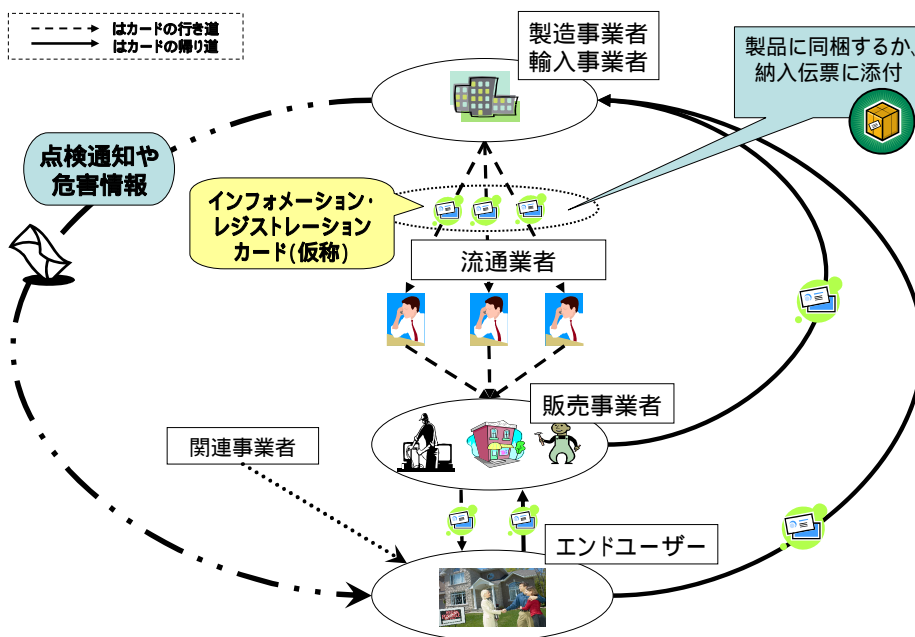 はカードの行き道
はカードの帰り道
製造事業者
輸入事業者
製品に同梱するか、
納入伝票に添付
点検通知や
危害情報
インフォメーション・
レジストレーション
カード(仮称)
流通業者
販売事業者
関連事業者
エンドユーザー